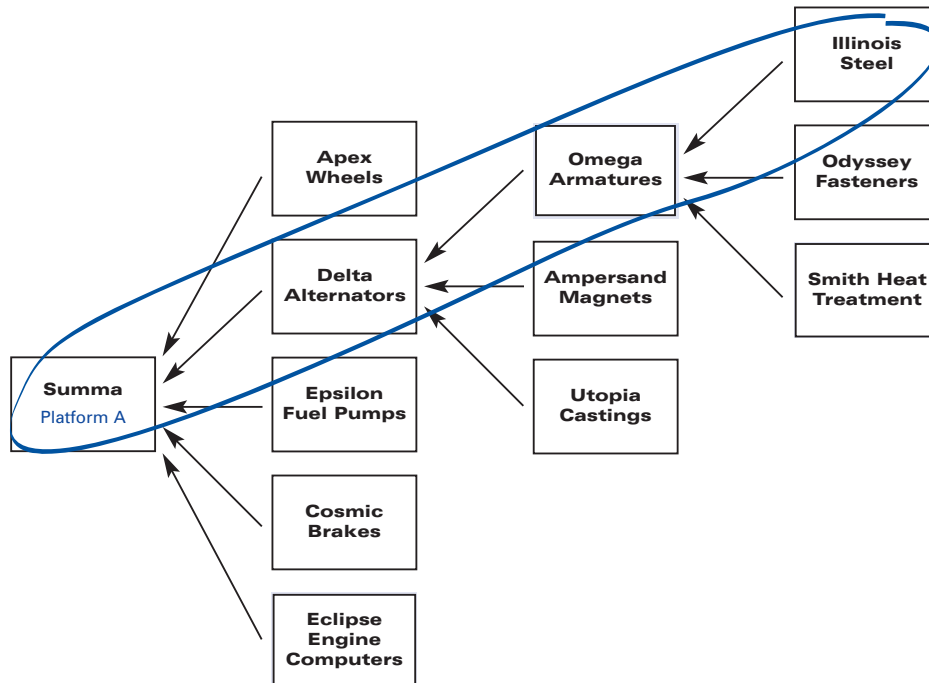 Illinois
Steel
Apex
Wheels
Omega
Armatures
Odyssey
Fasteners
Delta
Alternators
Ampersand
Magnets
Smith Heat
Treatment
Summa
Platform A
Epsilon
Fuel Pumps
Utopia
Castings
Cosmic
Brakes
Eclipse
Engine
Computers